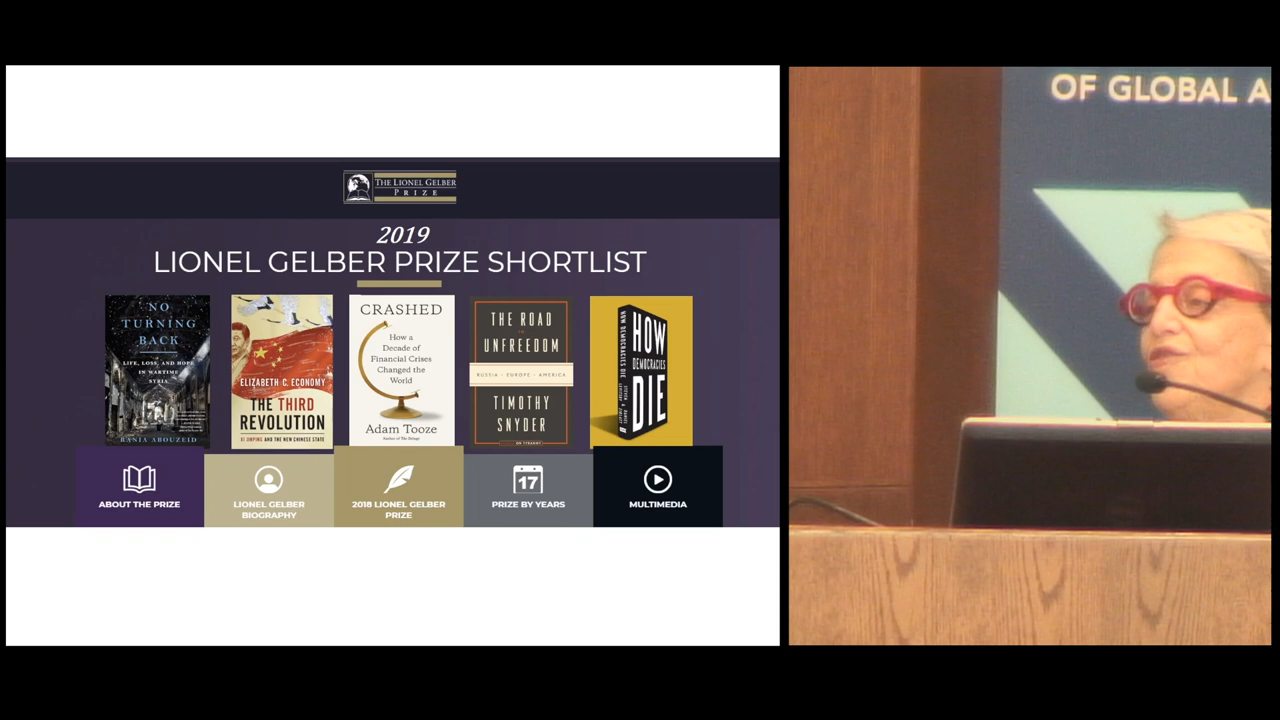 THE LIONEL GELBER
PRIZE
2019
LIONEL GELBER PRIZE SHORTLIST
NO
TURNING
BACK
LIFE, LOSS, AND HOPE
IN WARTIME
SYRIA
RANIA ABOUZEID
ELIZABETH C. ECONOMY
THE THIRD
REVOLUTION
XI JINPING AND THE NEW CHINESE STATE
CRASHED
How a
Decade of
Financial Crises
Changed the
World
Adam Tooze
THE ROAD
TO
UNFREEDOM
RUSSIA • EUROPE • AMERICA
TIMOTHY
SNYDER
HOW DEMOCRACIES DIE
HOW
DEMOCRACIES
DIE
ABOUT THE PRIZE
LIONEL GELBER
BIOGRAPHY
2018 LIONEL GELBER
PRIZE
17
PRIZE BY YEARS
MULTIMEDIA
OF GLOBAL A